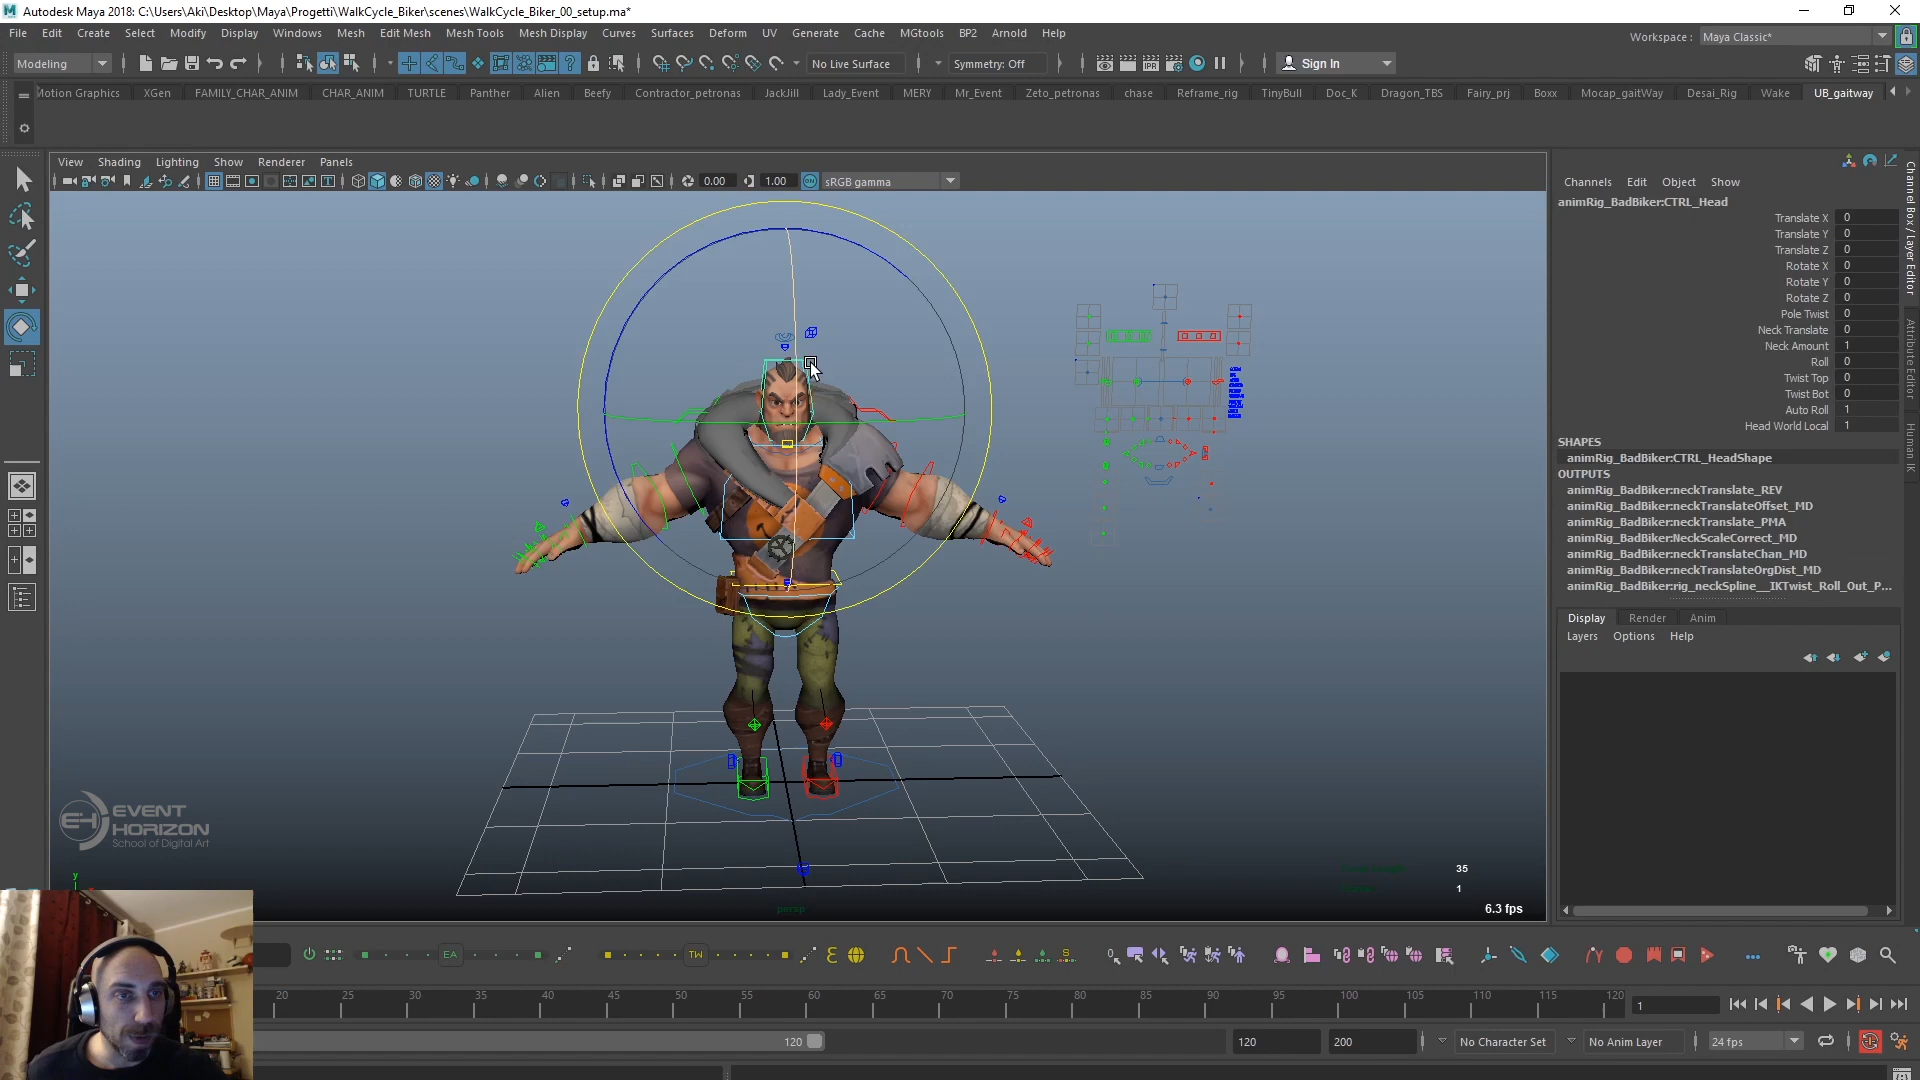 Autodesk Maya 2018: C:\Users\Aki\Desktop\Maya\Progetti\WalkCycle_Biker\scenes\WalkCycle_Biker_00_setup.ma*
File Edit Create Select Modify Display Windows Mesh Edit Mesh Mesh Tools Mesh Display Curves Surfaces Deform UV Generate Cache MGtools BP2 Arnold Help
Workspace : Maya Classic*
Modeling No Live Surface Symmetry: Off Sign In
Motion Graphics XGen FAMILY_CHAR_ANIM CHAR_ANIM TURTLE Panther Alien Beefy Contractor_petronas JackJill Lady_Event MERY Mr_Event Zeto_petronas chase Reframe_rig TinyBull Doc_K Dragon_TBS Fairy_prj Boxx Mocap_gaitWay Desai_Rig Wake UB_gaitway
View Shading Lighting Show Renderer Panels
0.00 1.00 sRGB gamma
Channels Edit Object Show
animRig_BadBiker:CTRL_Head
Translate X 0
Translate Y 0
Translate Z 0
Rotate X 0
Rotate Y 0
Rotate Z 0
Pole Twist 0
Neck Translate 0
Neck Amount 1
Roll 0
Twist Top 0
Twist Bot 0
Auto Roll 1
Head World Local 1
SHAPES
animRig_BadBiker:CTRL_HeadShape
OUTPUTS
animRig_BadBiker:neckTranslate_REV
animRig_BadBiker:neckTranslateOffset_MD
animRig_BadBiker:neckTranslate_PMA
animRig_BadBiker:NeckScaleCorrect_MD
animRig_BadBiker:neckTranslateChan_MD
animRig_BadBiker:neckTranslateOrgDist_MD
animRig_BadBiker:rig_neckSpline__IKTwist_Roll_Out_P...
Display Render Anim
Layers Options Help
Channel Box / Layer Editor
Attribute Editor
Human IK
EVENT
HORIZON
School of Digital Art
y
persp
35
1
6.3 fps
EA TW
20 25 30 35 40 45 50 55 60 65 70 75 80 85 90 95 100 105 110 115 120
1
120 120 200 No Character Set No Anim Layer 24 fps